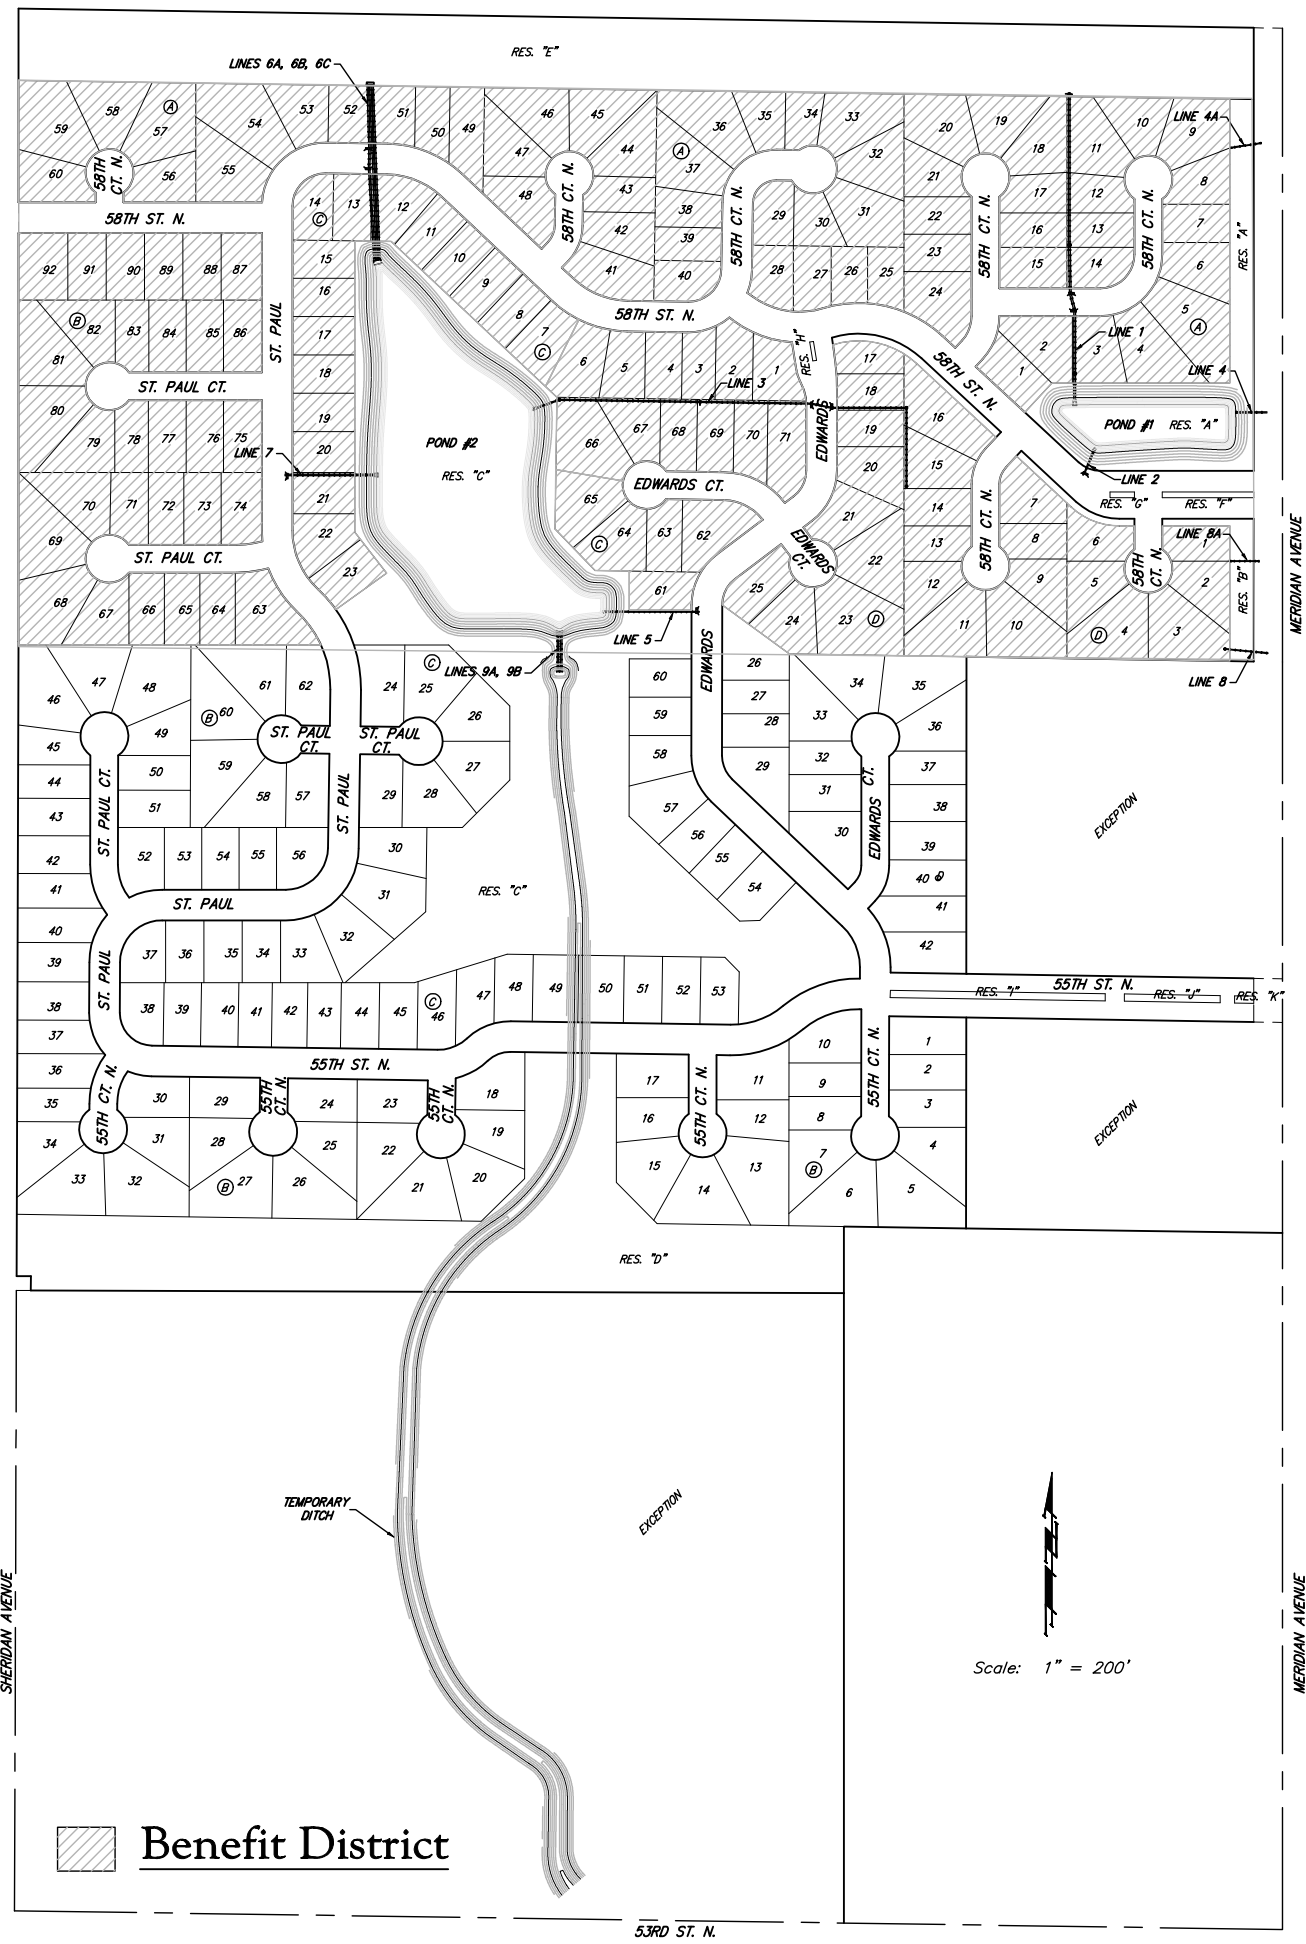 RES. "E"
LINES 6A, 6B, 6C
58
A
57
59
60
56
58TH
CT. N.
54
53
52
51
50
49
55
46
45
47
44
48
43
42
41
58TH CT. N.
36
35
34
33
A
37
32
38
39
40
29
30
31
28
27
26
25
58TH CT. N.
20
19
18
21
17
22
16
23
15
24
58TH CT. N.
10
9
LINE 4A
11
12
13
14
8
7
6
5
A
58TH CT. N.
RES. "A"
58TH ST. N.
14
C
13
12
11
10
9
8
7
C
15
16
17
18
19
20
21
22
23
92
91
90
89
88
87
B
82
83
84
85
86
81
80
79
78
77
76
75
ST. PAUL
ST. PAUL CT.
LINE 7
70
71
72
73
74
69
68
67
66
65
64
63
ST. PAUL CT.
POND #2
RES. "C"
58TH ST. N.
6
5
4
3
2
1
LINE 3
RES. "H"
EDWARDS
17
18
19
20
21
22
58TH ST. N.
16
15
14
13
12
11
10
9
8
7
58TH CT. N.
2
1
3
4
LINE 1
LINE 4
POND #1
RES. "A"
LINE 2
RES. "G"
RES. "F"
LINE 8A
MERIDIAN AVENUE
66
67
68
69
70
71
65
64
63
62
61
C
EDWARDS CT.
EDWARDS
CT.
25
24
23
D
6
5
4
3
2
1
D
58TH
CT. N.
RES. "B"
LINE 8
LINE 5
LINES 9A, 9B
EDWARDS
46
47
48
45
49
44
50
43
51
42
41
40
39
38
37
36
35
34
33
32
31
30
ST. PAUL CT.
B
60
61
62
59
58
57
ST. PAUL
CT.
ST. PAUL
CT.
C
24
25
26
27
28
29
30
31
32
ST. PAUL
52
53
54
55
56
ST. PAUL
37
36
35
34
33
ST. PAUL
38
39
40
41
42
43
44
45
C
46
47
48
49
50
51
52
53
RES. "C"
60
59
58
57
56
55
54
26
27
28
29
34
35
33
36
32
37
31
38
30
39
40
41
42
EDWARDS CT.
EXCEPTION
55TH ST. N.
RES. "I"
RES. "J"
RES. "K"
55TH ST. N.
55TH CT. N.
29
28
B
27
26
25
24
55TH
CT. N.
23
22
21
20
19
18
55TH
CT. N.
17
16
15
14
13
12
11
55TH CT. N.
10
9
8
7
B
6
5
4
3
2
1
55TH CT. N.
EXCEPTION
RES. "D"
TEMPORARY
DITCH
EXCEPTION
Scale: 1" = 200'
SHERIDAN AVENUE
MERIDIAN AVENUE
Benefit District
53RD ST. N.